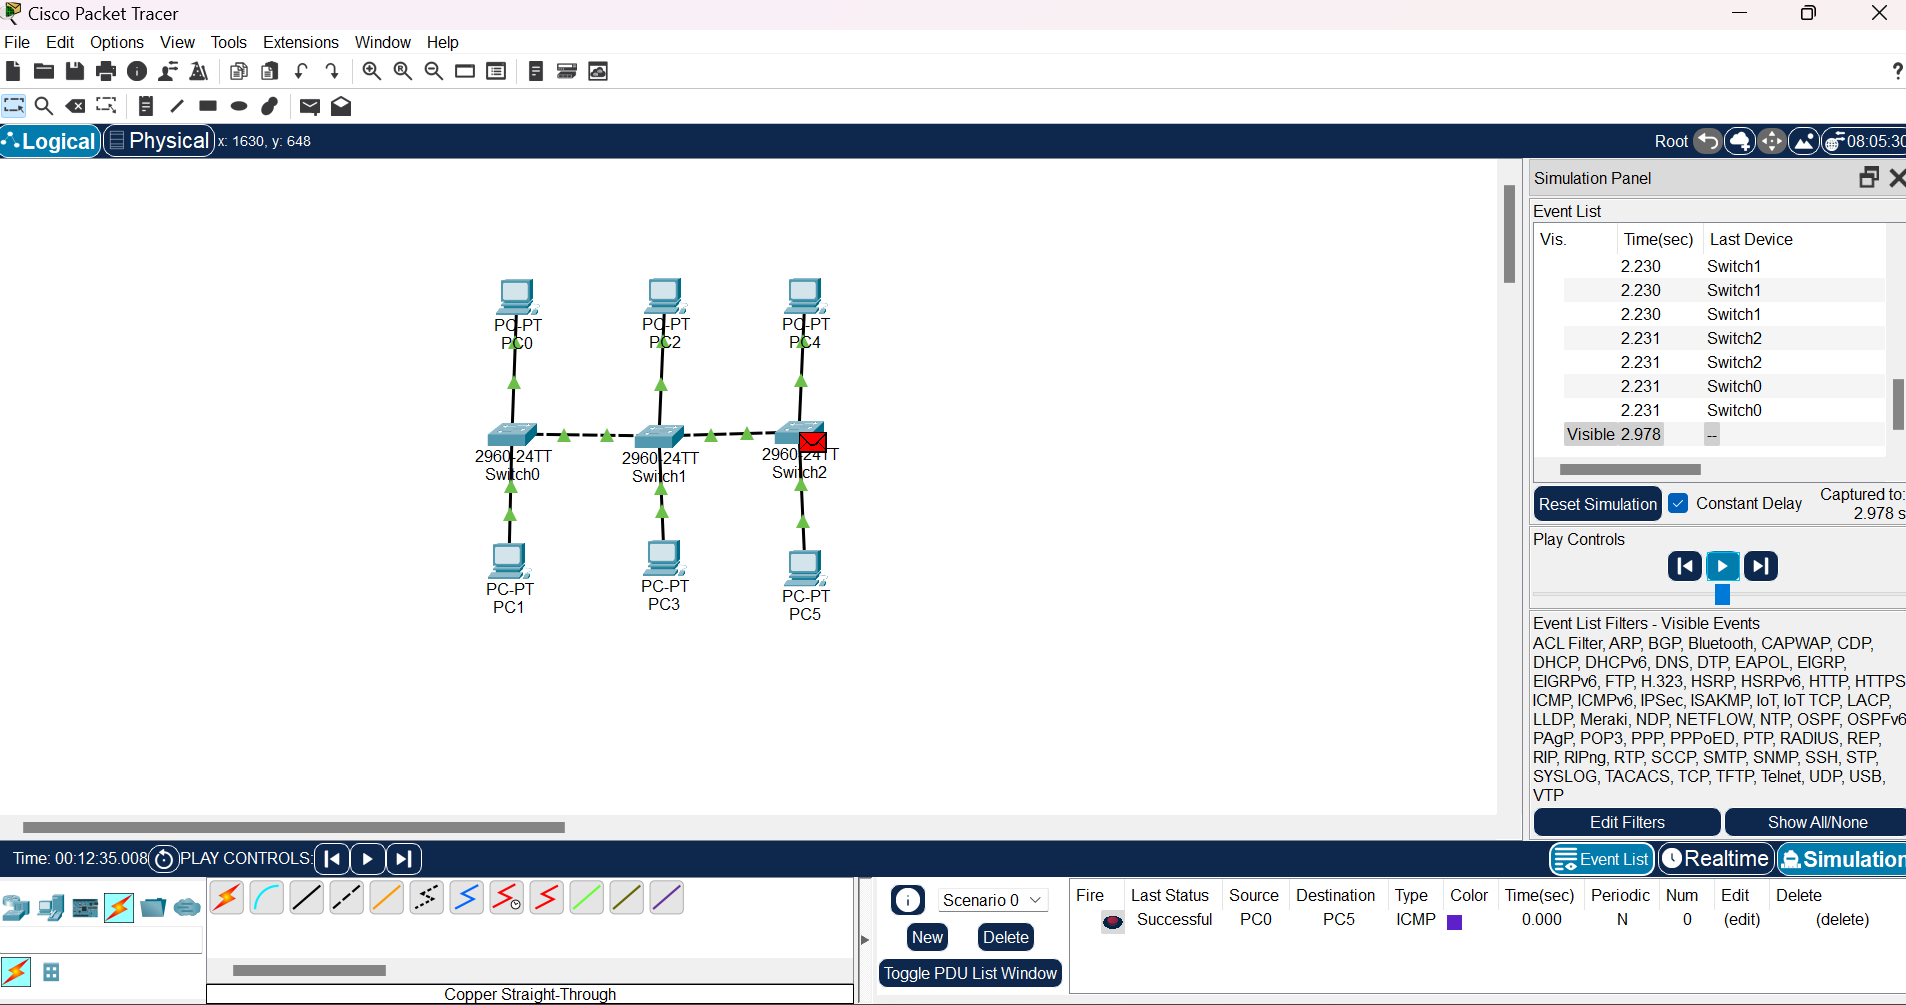 Cisco Packet Tracer
File Edit Options View Tools Extensions Window Help
?
Logical Physical x: 1630, y: 648 Root 08:05:30
PC-PT
PC0
PC-PT
PC2
PC-PT
PC4
2960-24TT
Switch0
2960-24TT
Switch1
2960-24TT
Switch2
PC-PT
PC1
PC-PT
PC3
PC-PT
PC5
Simulation Panel
Event List
Vis. Time(sec) Last Device
2.230 Switch1
2.230 Switch1
2.230 Switch1
2.231 Switch2
2.231 Switch2
2.231 Switch0
2.231 Switch0
Visible 2.978 --
Reset Simulation Constant Delay Captured to:
2.978 s
Play Controls
Event List Filters - Visible Events
ACL Filter, ARP, BGP, Bluetooth, CAPWAP, CDP,
DHCP, DHCPv6, DNS, DTP, EAPOL, EIGRP,
EIGRPv6, FTP, H.323, HSRP, HSRPv6, HTTP, HTTPS
ICMP, ICMPv6, IPSec, ISAKMP, IoT, IoT TCP, LACP,
LLDP, Meraki, NDP, NETFLOW, NTP, OSPF, OSPFv6
PAgP, POP3, PPP, PPPoED, PTP, RADIUS, REP,
RIP, RIPng, RTP, SCCP, SMTP, SNMP, SSH, STP,
SYSLOG, TACACS, TCP, TFTP, Telnet, UDP, USB,
VTP
Edit Filters Show All/None
Time: 00:12:35.008 PLAY CONTROLS: Event List Realtime Simulation
Scenario 0
New Delete
Toggle PDU List Window
Fire Last Status Source Destination Type Color Time(sec) Periodic Num Edit Delete
Successful PC0 PC5 ICMP 0.000 N 0 (edit) (delete)
Copper Straight-Through